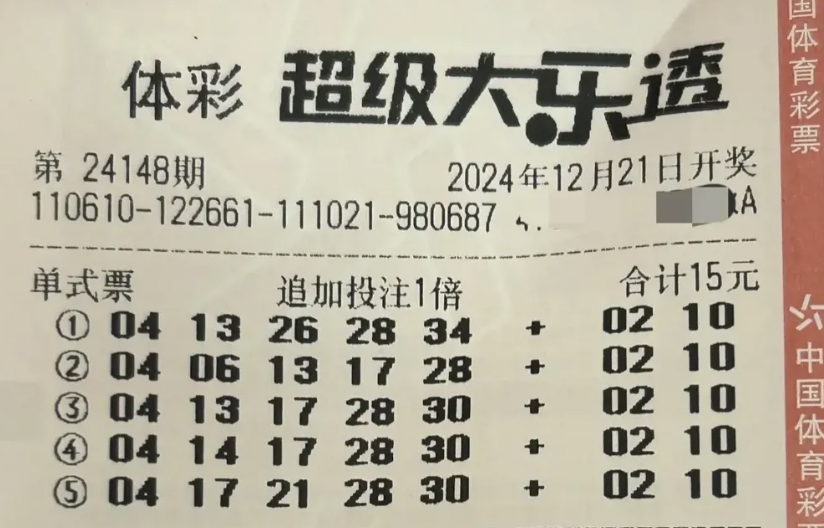 体彩 超级大乐透
第 24148期 2024年12月21日开奖
110610-122661-111021-980687 A
单式票 追加投注1倍 合计15元
① 04 13 26 28 34 + 02 10
② 04 06 13 17 28 + 02 10
③ 04 13 17 28 30 + 02 10
④ 04 14 17 28 30 + 02 10
⑤ 04 17 21 28 30 + 02 10
国体育彩票
中国体育彩